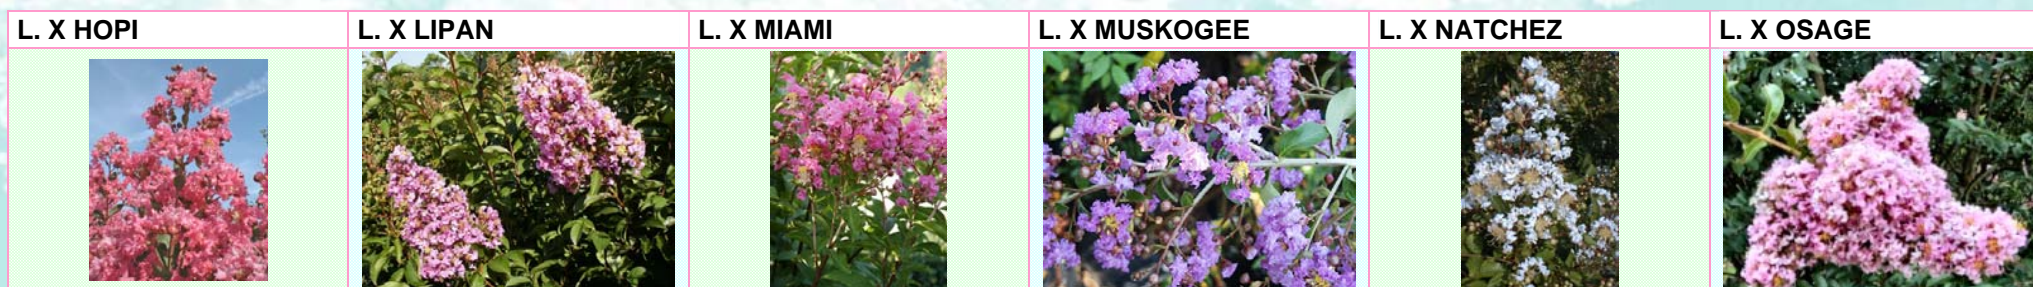 L. X HOPI
L. X LIPAN
L. X MIAMI
L. X MUSKOGEE
L. X NATCHEZ
L. X OSAGE